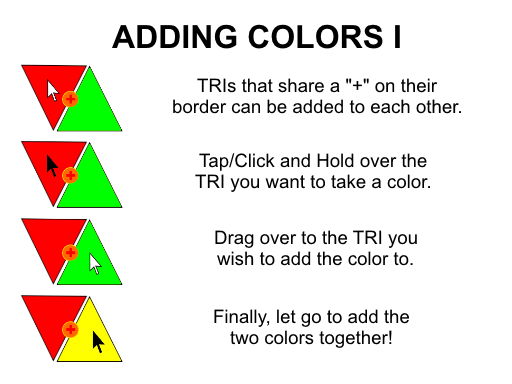 ADDING COLORS I
TRIs that share a "+" on their
border can be added to each other.
Tap/Click and Hold over the
TRI you want to take a color.
Drag over to the TRI you
wish to add the color to.
Finally, let go to add the
two colors together!